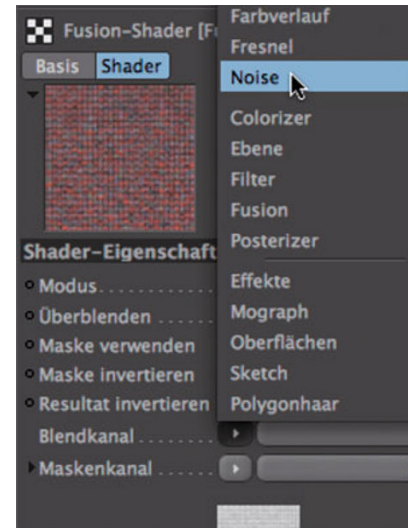 Fusion-Shader
Basis Shader
Shader-Eigenschaft
Modus
Überblenden
Maske verwenden
Maske invertieren
Resultat invertieren
Blendkanal
Maskenkanal
Farbverlauf
Fresnel
Noise
Colorizer
Ebene
Filter
Fusion
Posterizer
Effekte
Mograph
Oberflächen
Sketch
Polygonhaar